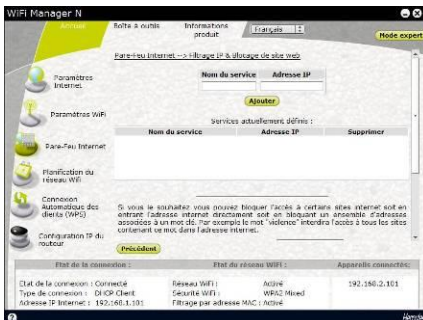 WiFi Manager N
Accueil
Boîte à outils
Informations produit
Français
Mode expert
Pare-Feu Internet --> Filtrage IP & Blocage de site web
Paramètres Internet
Paramètres WiFi
Pare-Feu Internet
Planification du réseau Wifi
Connexion Automatique des clients (WPS)
Configuration IP du routeur
Nom du service
Adresse IP
Ajouter
Services actuellement définis :
Nom du service
Adresse IP
Supprimer
Si vous le souhaitez vous pouvez bloquer l'accès à certains sites internet soit en
entrant l'adresse internet directement soit en bloquant un ensemble d'adresses
associées à un mot clé. Par exemple le mot "violence" interdira l'accès à tous les sites
contenant ce mot dans l'adresse internet.
Précédent
Etat de la connexion :
Etat du réseau WiFi :
Appareils connectés:
Etat de la connexion : Connecté
Type de connexion : DHCP Client
Adresse IP Internet : 192.168.1.101
Réseau WiFi : Activé
Sécurité WiFi : WPA2 Mixed
Filtrage par adresse MAC : Activé
192.168.2.101
Hamlet